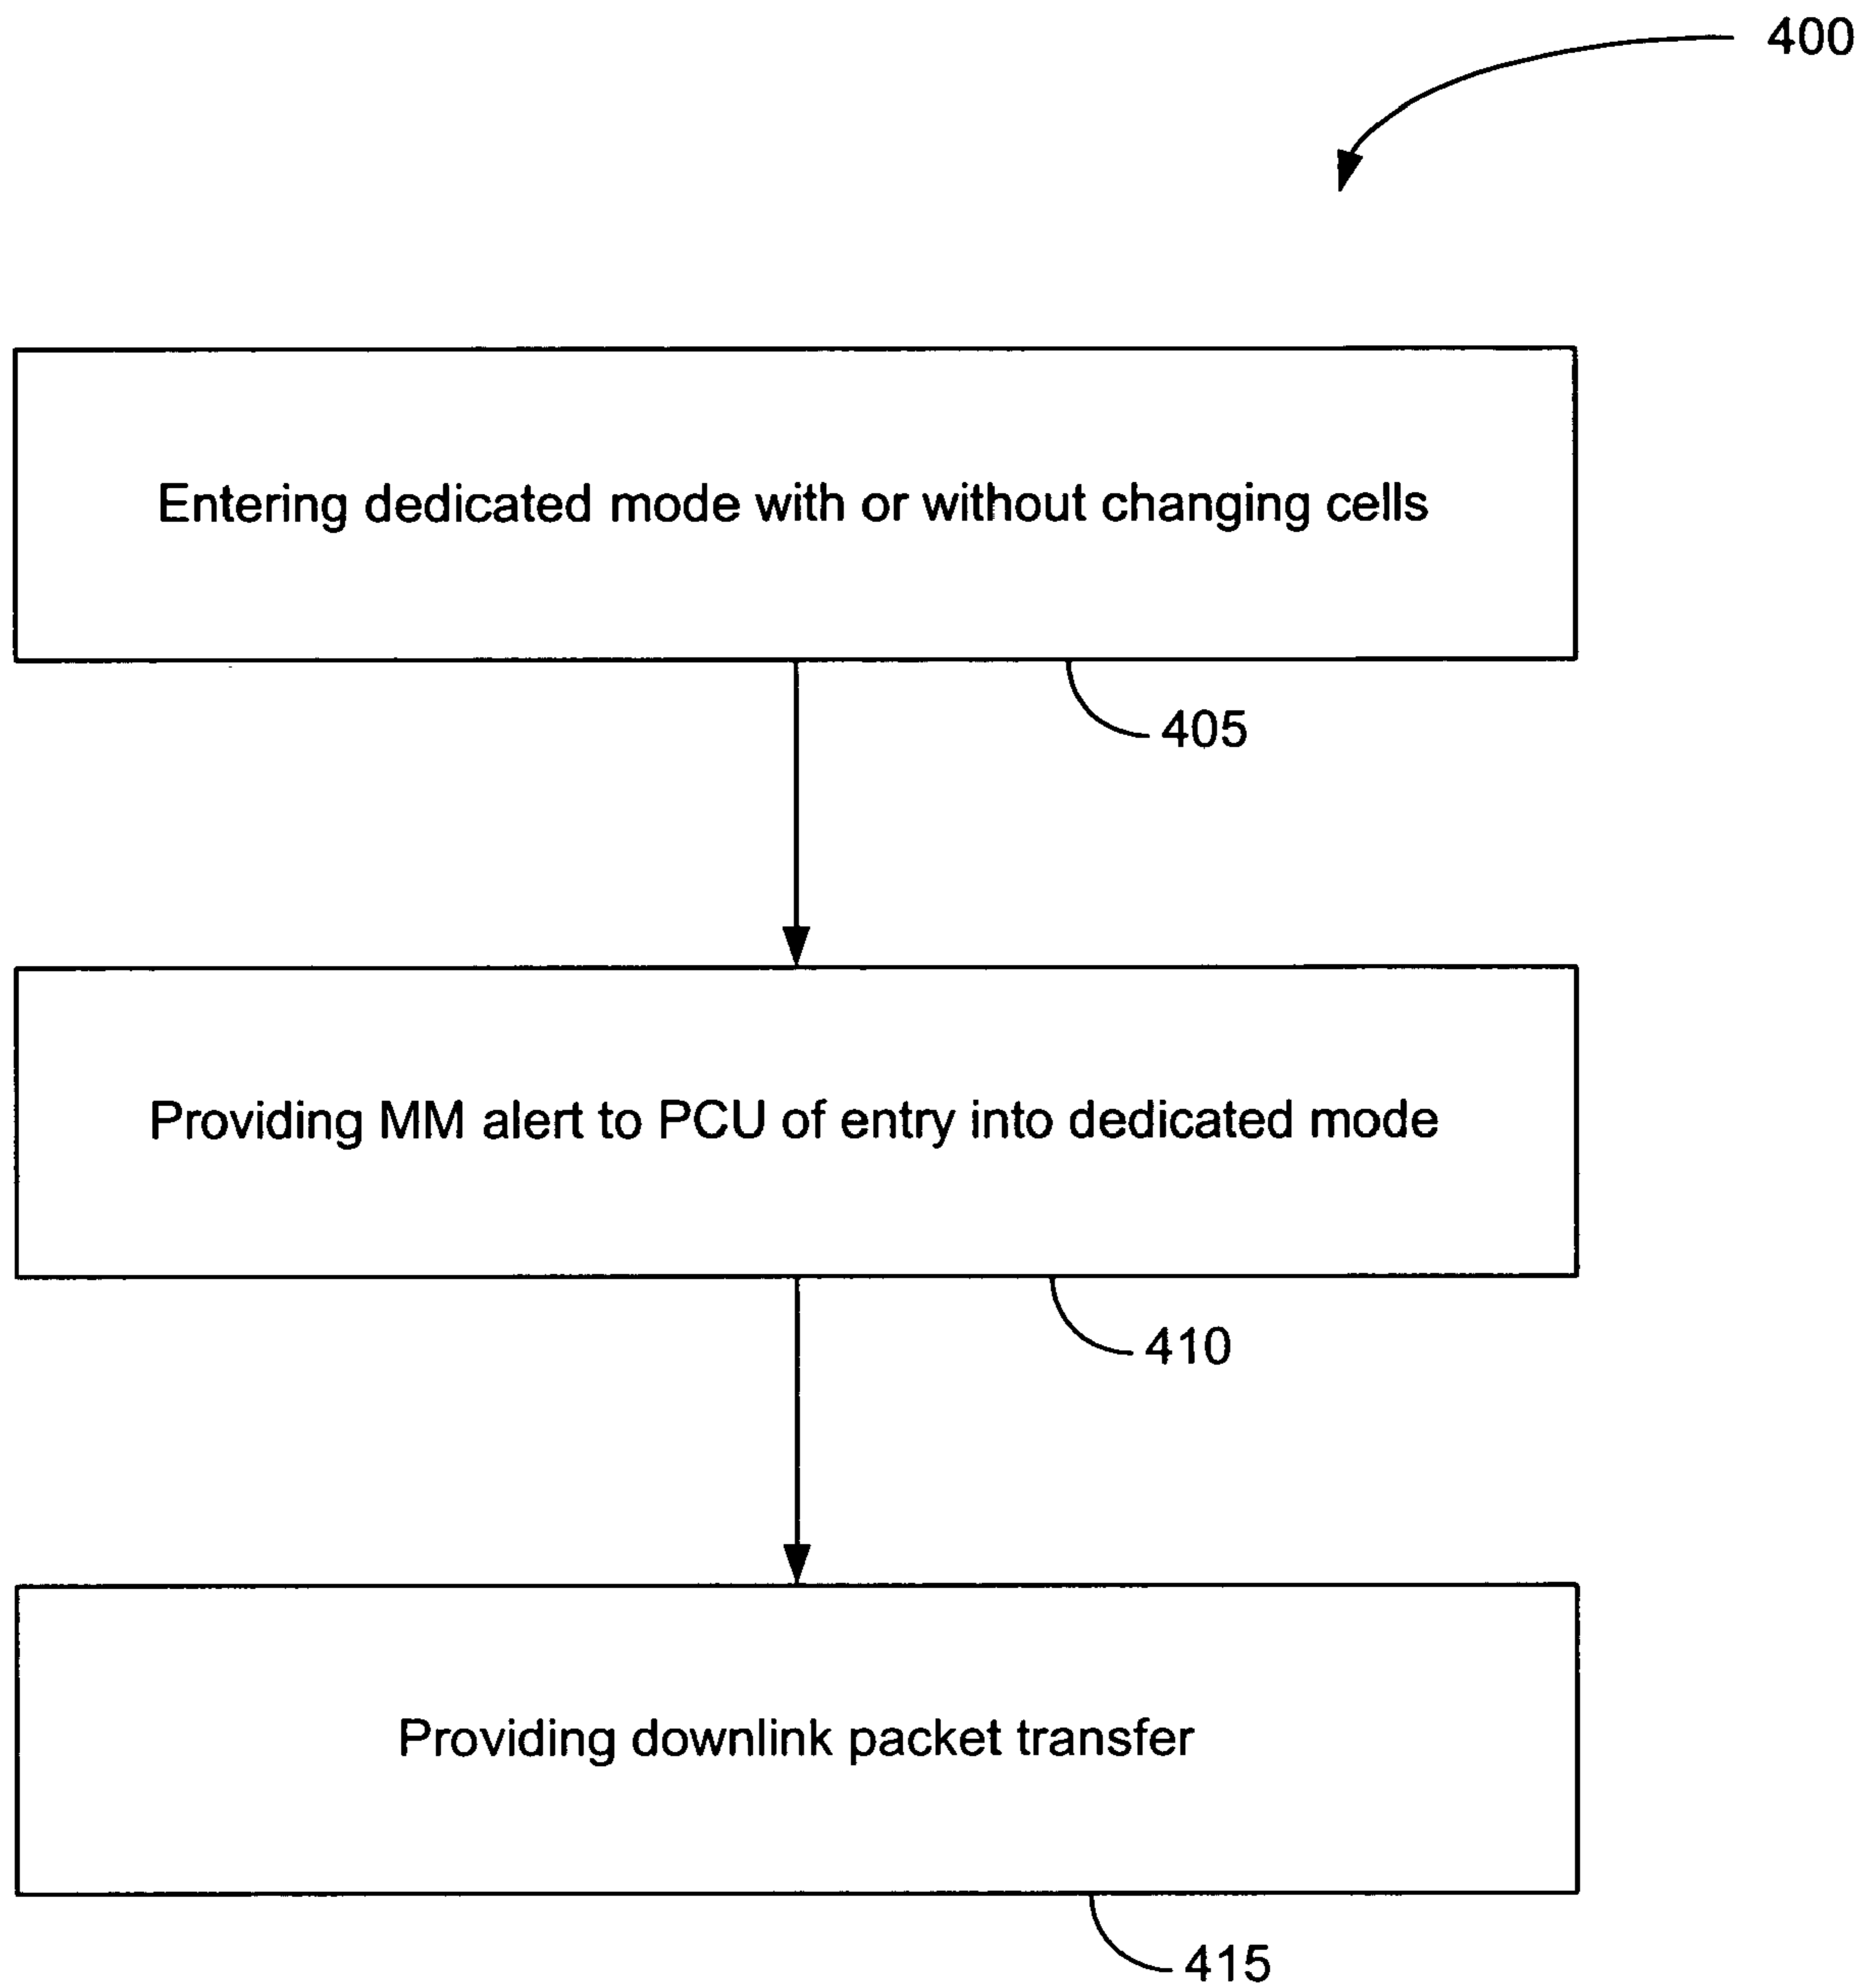 400
Entering dedicated mode with or without changing cells
405
Providing MM alert to PCU of entry into dedicated mode
410
Providing downlink packet transfer
415